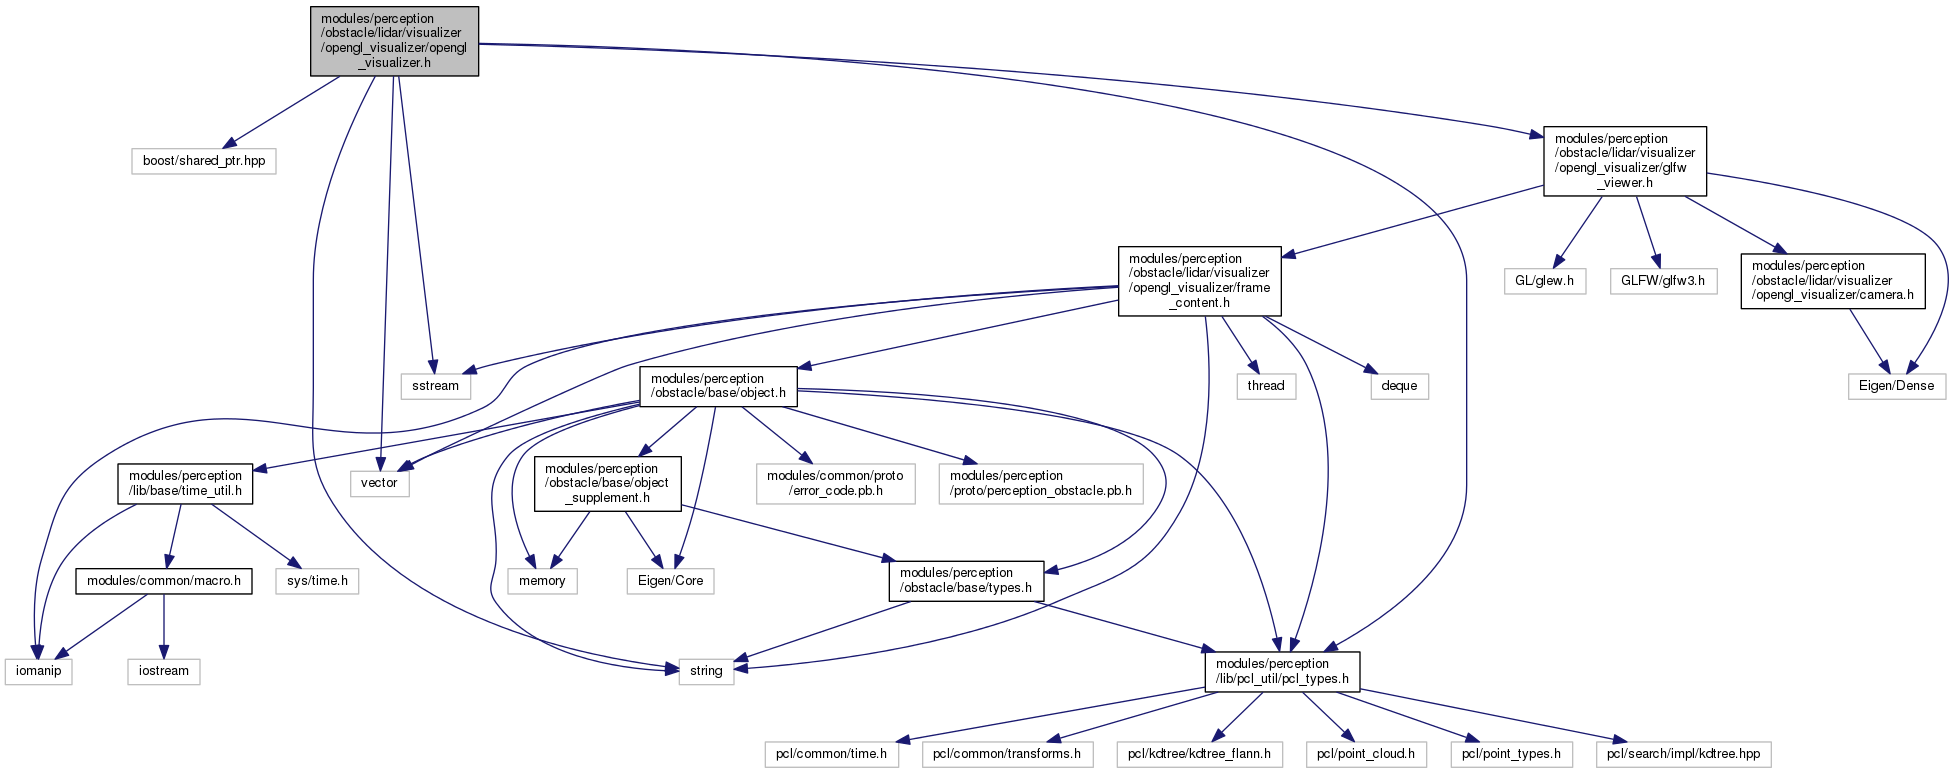 modules/perception
/obstacle/lidar/visualizer
/opengl_visualizer/opengl
_visualizer.h
boost/shared_ptr.hpp
modules/perception
/obstacle/lidar/visualizer
/opengl_visualizer/glfw
_viewer.h
modules/perception
/obstacle/lidar/visualizer
/opengl_visualizer/frame
_content.h
GL/glew.h
GLFW/glfw3.h
modules/perception
/obstacle/lidar/visualizer
/opengl_visualizer/camera.h
sstream
modules/perception
/obstacle/base/object.h
thread
deque
Eigen/Dense
modules/perception
/lib/base/time_util.h
vector
modules/perception
/obstacle/base/object
_supplement.h
modules/common/proto
/error_code.pb.h
modules/perception
/proto/perception_obstacle.pb.h
modules/common/macro.h
sys/time.h
memory
Eigen/Core
modules/perception
/obstacle/base/types.h
iomanip
iostream
string
modules/perception
/lib/pcl_util/pcl_types.h
pcl/common/time.h
pcl/common/transforms.h
pcl/kdtree/kdtree_flann.h
pcl/point_cloud.h
pcl/point_types.h
pcl/search/impl/kdtree.hpp